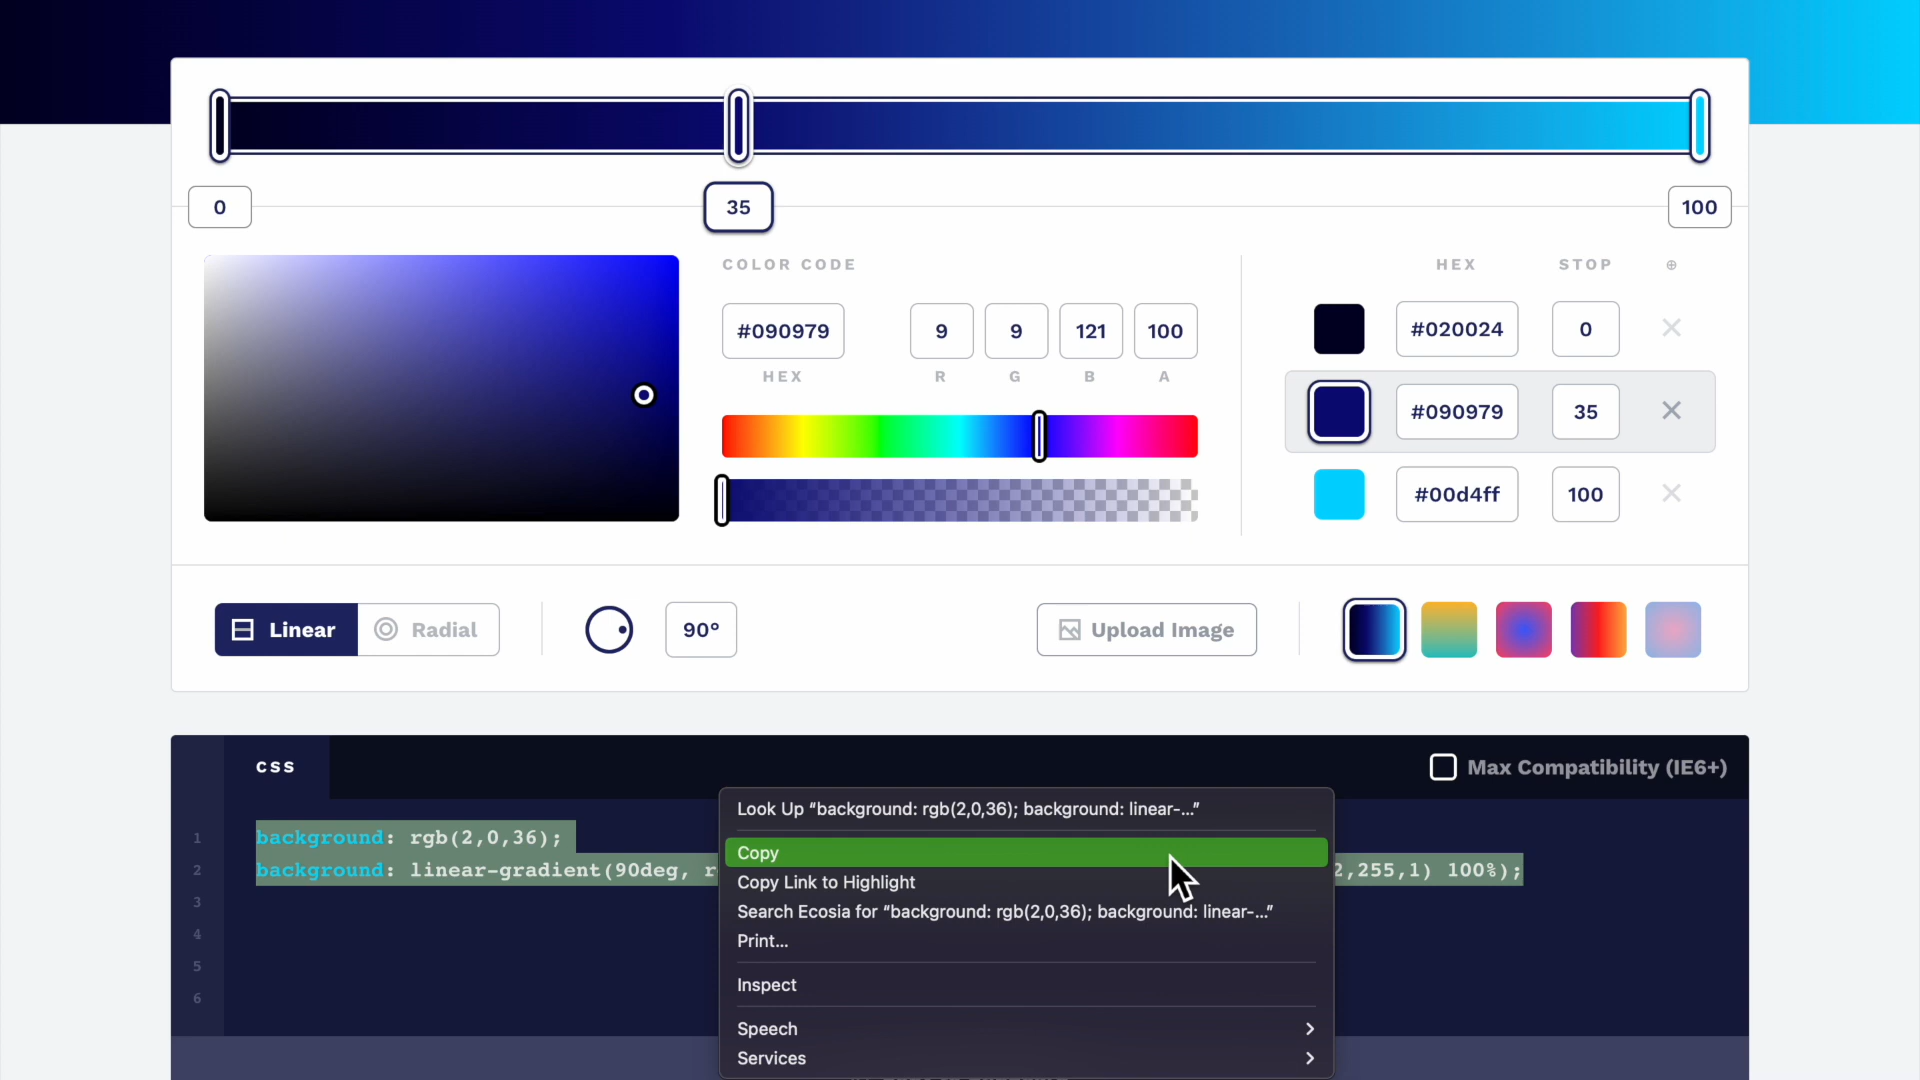 0
35
100
COLOR CODE
HEX STOP
#090979 9 9 121 100
HEX R G B A
#020024 0
#090979 35
#00d4ff 100
Linear Radial 90° Upload Image
CSS Max Compatibility (IE6+)
Look Up “background: rgb(2,0,36); background: linear-...”
1 background: rgb(2,0,36);
Copy
2 background: linear-gradient(90deg, 2,255,1) 100%);
Copy Link to Highlight
3
Search Ecosia for “background: rgb(2,0,36); background: linear-...”
4
Print...
5
Inspect
6
Speech
Services